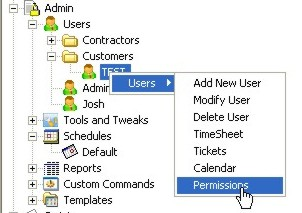 Admin
Users
Contractors
Customers
TEST
Users
Admin
Josh
Tools and Tweaks
Schedules
Default
Reports
Custom Commands
Templates
Add New User
Modify User
Delete User
TimeSheet
Tickets
Calendar
Permissions